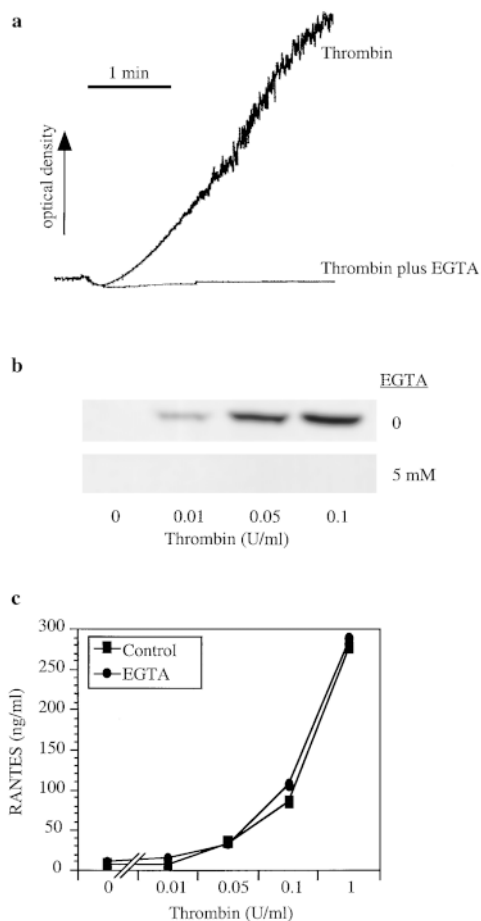 a
Thrombin
1 min
optical density
Thrombin plus EGTA
b
EGTA
0
5 mM
0 0.01 0.05 0.1
Thrombin (U/ml)
c
300
250
200
150
100
50
0
Control
EGTA
RANTES (ng/ml)
0 0.01 0.05 0.1 1
Thrombin (U/ml)